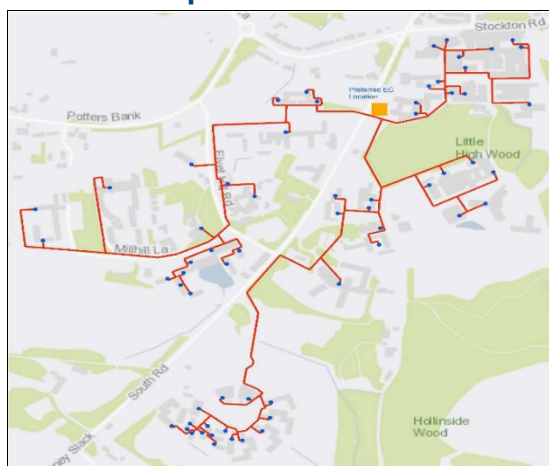 Stockton Rd
Preferred EC
Location
Potters Bank
Little
High Wood
Elvet Hill Rd
Millhill La
South Rd
Hollinside
Wood